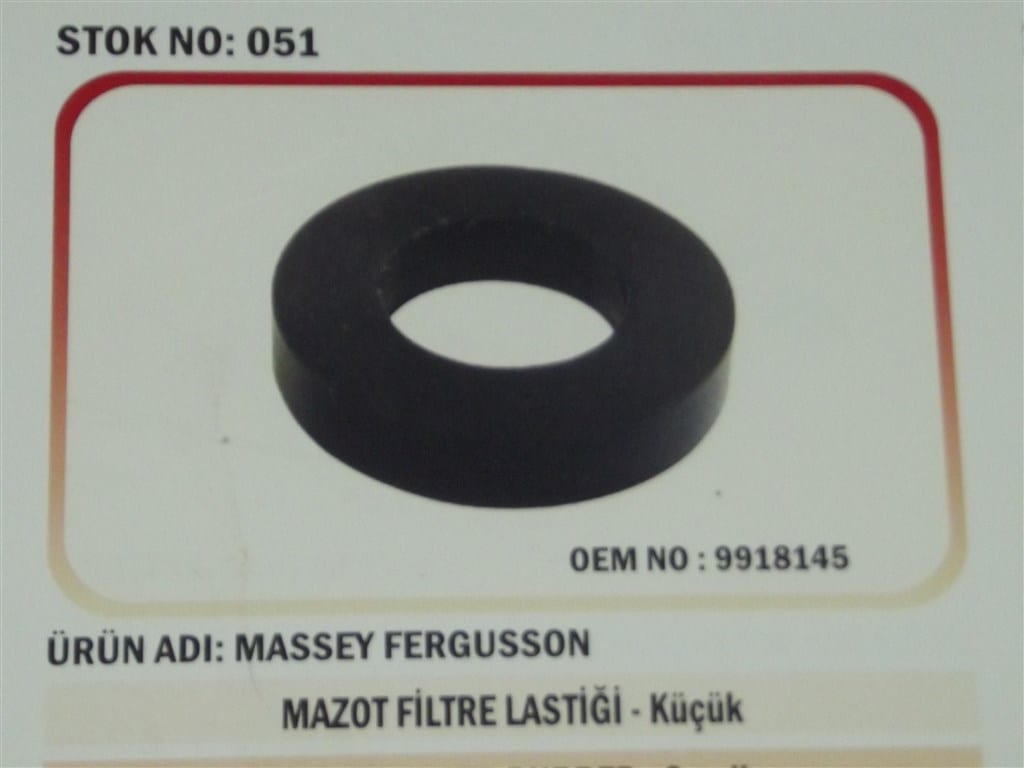 STOK NO: 051
OEM NO : 9918145
ÜRÜN ADI: MASSEY FERGUSSON
MAZOT FİLTRE LASTİĞİ - Küçük